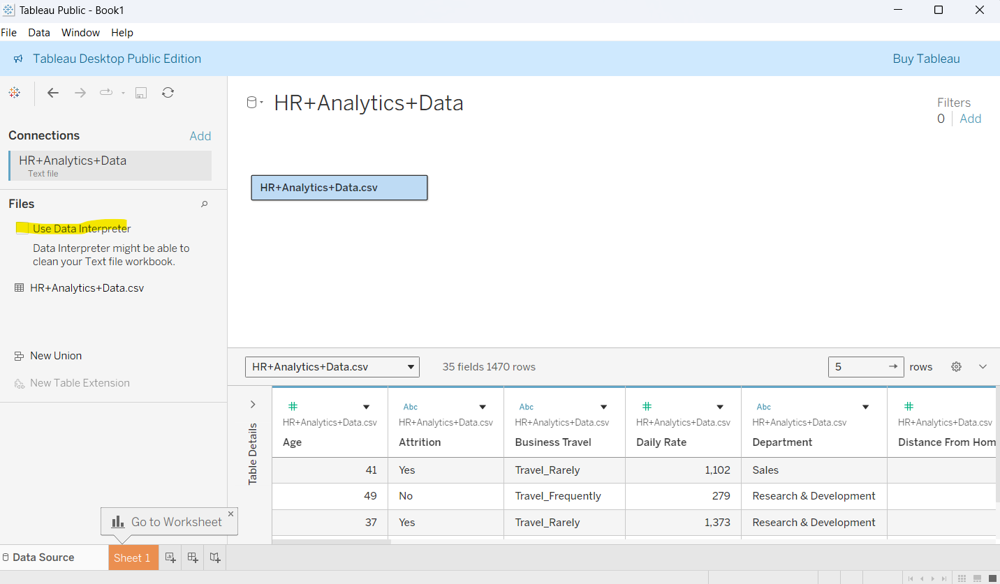 Tableau Public - Book1
File Data Window Help
Tableau Desktop Public Edition
Buy Tableau
Connections
Add
HR+Analytics+Data
Text file
Files
Use Data Interpreter
Data Interpreter might be able to
clean your Text file workbook.
HR+Analytics+Data.csv
New Union
New Table Extension
HR+Analytics+Data
Filters
0 Add
HR+Analytics+Data.csv
HR+Analytics+Data.csv
35 fields 1470 rows
5 rows
Table Details
# Abc Abc # Abc #
HR+Analytics+Data.csv HR+Analytics+Data.csv HR+Analytics+Data.csv HR+Analytics+Data.csv HR+Analytics+Data.csv HR+Analytics+Data.csv
Age Attrition Business Travel Daily Rate Department Distance From Hom
41 Yes Travel_Rarely 1,102 Sales
49 No Travel_Frequently 279 Research & Development
37 Yes Travel_Rarely 1,373 Research & Development
Go to Worksheet
Data Source Sheet 1